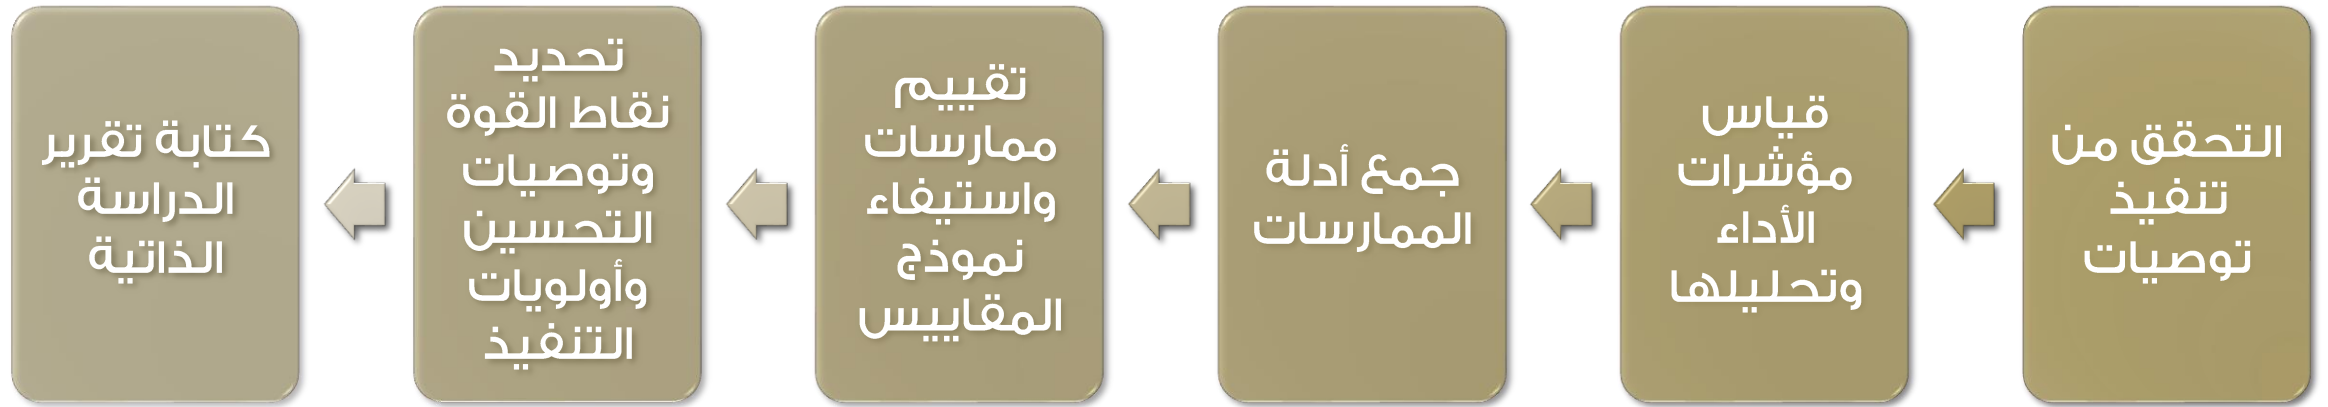 التحقق من
تنفيذ
توصيات
قياس
مؤشرات
الأداء
وتحليلها
جمع أدلة
الممارسات
تقييم
ممارسات
واستيفاء
نموذج
المقاييس
تحديد
نقاط القوة
وتوصيات
التحسين
وأولويات
التنفيذ
كتابة تقرير
الدراسة
الذاتية